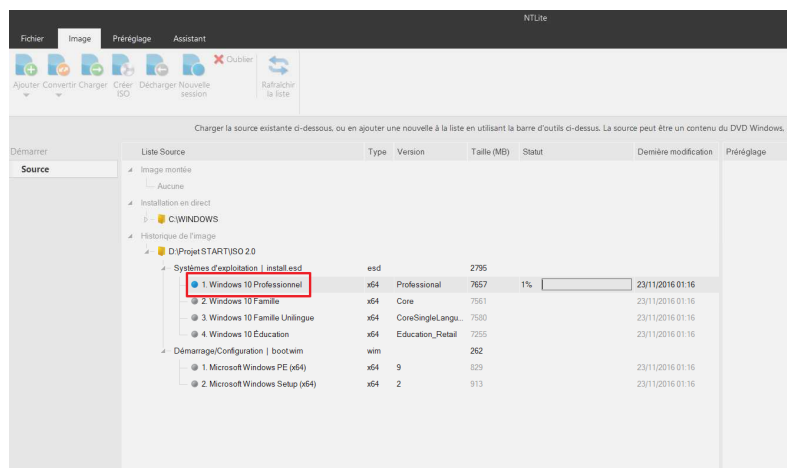 NTLite
Fichier Image Préréglage Assistant
Ajouter Convertir Charger Créer ISO Décharger Nouvelle session Oublier Rafraîchir la liste
Charger la source existante ci-dessous, ou en ajouter une nouvelle à la liste en utilisant la barre d'outils ci-dessus. La source peut être un contenu du DVD Windows,
Démarrer Liste Source Type Version Taille (MB) Statut Dernière modification Préréglage
Source Image montée
Aucune
Installation en direct
C:\WINDOWS
Historique de l'image
D:\Projet START\ISO 2.0
Systèmes d'exploitation | install.esd esd 2795
1. Windows 10 Professionnel x64 Professional 7657 1% 23/11/2016 01:16
2. Windows 10 Famille x64 Core 7561 23/11/2016 01:16
3. Windows 10 Famille Unilingue x64 CoreSingleLangu... 7580 23/11/2016 01:16
4. Windows 10 Éducation x64 Education_Retail 7255 23/11/2016 01:16
Démarrage/Configuration | boot.wim wim 262
1. Microsoft Windows PE (x64) x64 9 829 23/11/2016 01:16
2. Microsoft Windows Setup (x64) x64 2 913 23/11/2016 01:16